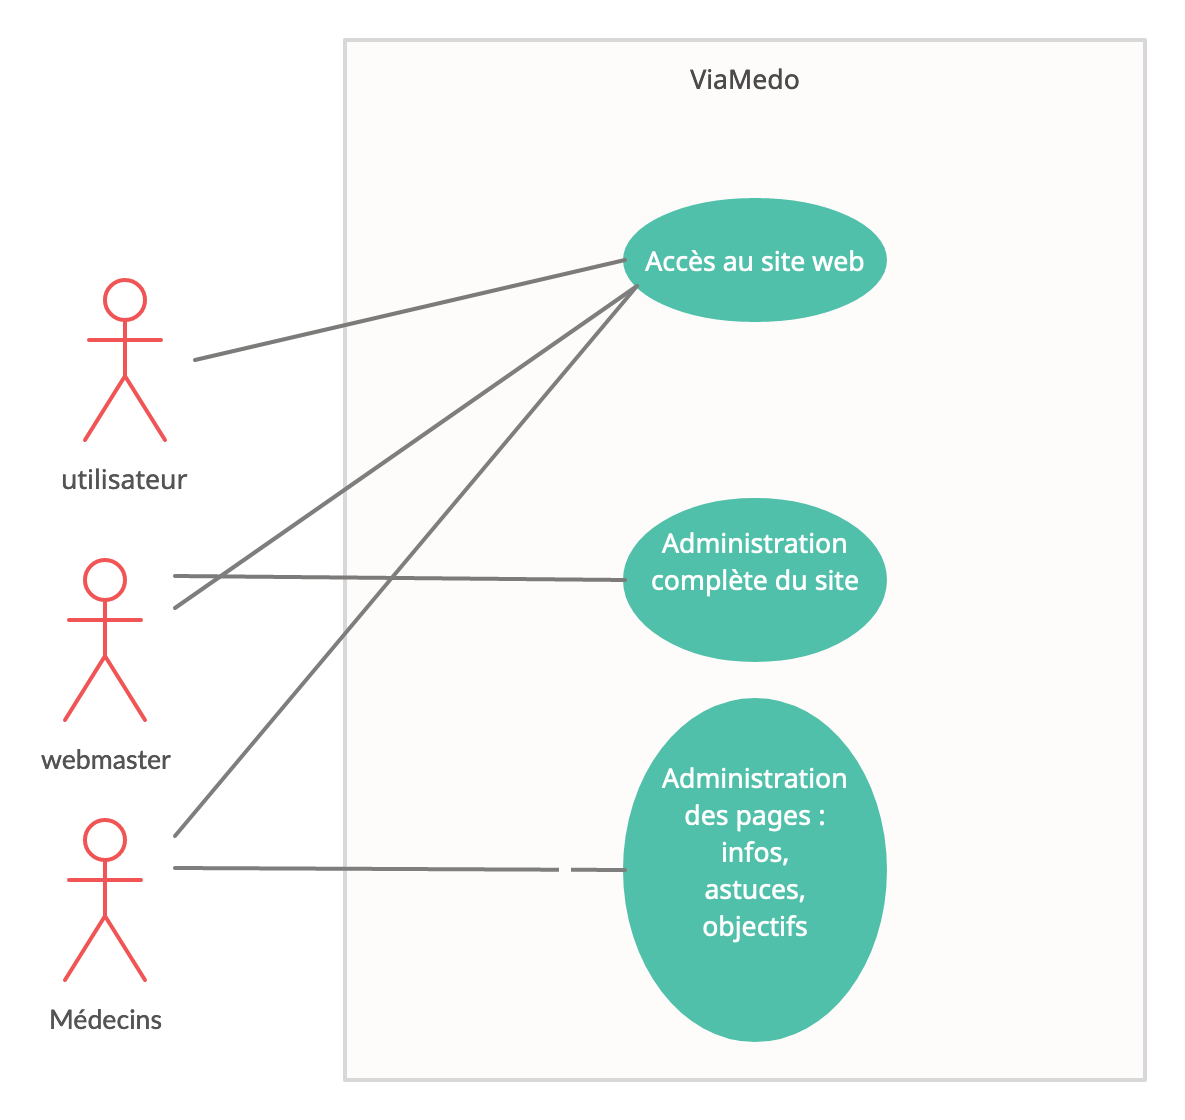 ViaMedo
Accès au site web
utilisateur
Administration
complète du site
webmaster
Administration
des pages :
infos,
astuces,
objectifs
Médecins